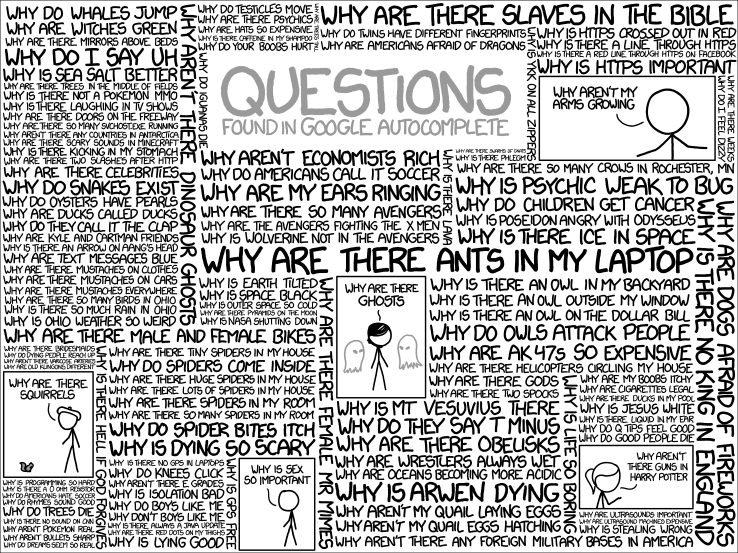 WHY DO WHALES JUMP
WHY ARE WITCHES GREEN
WHY ARE THERE MIRRORS ABOVE BEDS
WHY DO I SAY UH
WHY IS SEA SALT BETTER
WHY ARE THERE TREES IN THE MIDDLE OF FIELDS
WHY IS THERE NOT A POKEMON MMO
WHY IS THERE LAUGHING IN TV SHOWS
WHY ARE THERE DOORS ON THE FREEWAY
WHY ARE THERE SO MANY SVCHOST.EXE RUNNING
WHY AREN'T THERE ANY COUNTRIES IN ANTARCTICA
WHY ARE THERE SCARY SOUNDS IN MINECRAFT
WHY IS THERE KICKING IN MY STOMACH
WHY ARE THERE TWO SLASHES AFTER HTTP
WHY ARE THERE CELEBRITIES
WHY DO SNAKES EXIST
WHY DO OYSTERS HAVE PEARLS
WHY ARE DUCKS CALLED DUCKS
WHY DO THEY CALL IT THE CLAP
WHY ARE KYLE AND CARTMAN FRIENDS
WHY IS THERE AN ARROW ON AANG'S HEAD
WHY ARE TEXT MESSAGES BLUE
WHY ARE THERE MUSTACHES ON CLOTHES
WHY ARE THERE MUSTACHES ON CARS
WHY ARE THERE MUSTACHES EVERYWHERE
WHY ARE THERE SO MANY BIRDS IN OHIO
WHY IS THERE SO MUCH RAIN IN OHIO
WHY IS OHIO WEATHER SO WEIRD
WHY ARE THERE MALE AND FEMALE BIKES
WHY AREN'T THERE DINOSAUR GHOSTS
WHY DO TESTICLES MOVE
WHY ARE THERE PSYCHICS
WHY ARE HATS SO EXPENSIVE
WHY IS THERE CAFFEINE IN MY SHAMPOO
WHY DO YOUR BOOBS HURT
WHY DO IGUANAS DIE
WHY ARE THERE SLAVES IN THE BIBLE
WHY DO TWINS HAVE DIFFERENT FINGERPRINTS
WHY ARE AMERICANS AFRAID OF DRAGONS
WHY IS HTTPS CROSSED OUT IN RED
WHY IS THERE A LINE THROUGH HTTPS
WHY IS THERE A RED LINE THROUGH HTTPS ON FACEBOOK
WHY IS HTTPS IMPORTANT
QUESTIONS
FOUND IN GOOGLE AUTOCOMPLETE
WHY IS YKK ON ALL ZIPPERS
WHY AREN'T MY
ARMS GROWING
WHY DO I FEEL DIZZY
WHY ARE THERE SWARMS OF GNATS
WHY IS THERE PHLEGM
WHY ARE THERE SO MANY CROWS IN ROCHESTER, MN
WHY AREN'T ECONOMISTS RICH
WHY DO AMERICANS CALL IT SOCCER
WHY ARE MY EARS RINGING
WHY ARE THERE SO MANY AVENGERS
WHY ARE THE AVENGERS FIGHTING THE X MEN
WHY IS WOLVERINE NOT IN THE AVENGERS
WHY IS THERE LAVA
WHY IS PSYCHIC WEAK TO BUG
WHY DO CHILDREN GET CANCER
WHY IS POSEIDON ANGRY WITH ODYSSEUS
WHY IS THERE ICE IN SPACE
WHY ARE THERE ANTS IN MY LAPTOP
WHY IS THERE NO KING IN ENGLAND
WHY ARE DOGS AFRAID OF FIREWORKS
WHY IS EARTH TILTED
WHY IS SPACE BLACK
WHY IS OUTER SPACE SO COLD
WHY ARE THERE PYRAMIDS ON THE MOON
WHY IS NASA SHUTTING DOWN
WHY ARE THERE FEMALE MR MIMES
WHY ARE THERE
GHOSTS
WHY IS THERE AN OWL IN MY BACKYARD
WHY IS THERE AN OWL OUTSIDE MY WINDOW
WHY IS THERE AN OWL ON THE DOLLAR BILL
WHY DO OWLS ATTACK PEOPLE
WHY ARE AK 47s SO EXPENSIVE
WHY ARE THERE HELICOPTERS CIRCLING MY HOUSE
WHY ARE THERE GODS
WHY ARE THERE TWO SPOCKS
WHY ARE THERE BRIDESMAIDS
WHY DO DYING PEOPLE REACH UP
WHY AREN'T THERE VARICOSE ARTERIES
WHY ARE OLD KLINGONS DIFFERENT
WHY ARE THERE
SQUIRRELS
WHY IS PROGRAMMING SO HARD
WHY IS THERE A 0 OHM RESISTOR
WHY DO AMERICANS HATE SOCCER
WHY DO RHYMES SOUND GOOD
WHY DO TREES DIE
WHY IS THERE NO SOUND ON CNN
WHY AREN'T POKEMON REAL
WHY AREN'T BULLETS SHARP
WHY DO DREAMS SEEM SO REAL
WHY IS THERE HELL IF GOD FORGIVES
WHY ARE THERE TINY SPIDERS IN MY HOUSE
WHY DO SPIDERS COME INSIDE
WHY ARE THERE HUGE SPIDERS IN MY HOUSE
WHY ARE THERE LOTS OF SPIDERS IN MY HOUSE
WHY ARE THERE SPIDERS IN MY ROOM
WHY ARE THERE SO MANY SPIDERS IN MY ROOM
WHY DO SPIDER BITES ITCH
WHY IS DYING SO SCARY
WHY IS THERE NO GPS IN LAPTOPS
WHY DO KNEES CLICK
WHY AREN'T THERE E GRADES
WHY IS ISOLATION BAD
WHY DO BOYS LIKE ME
WHY DON'T BOYS LIKE ME
WHY IS THERE ALWAYS A JAVA UPDATE
WHY ARE THERE RED DOTS ON MY THIGHS
WHY IS LYING GOOD
WHY IS GPS FREE
WHY IS SEX
SO IMPORTANT
WHY IS MT VESUVIUS THERE
WHY DO THEY SAY T MINUS
WHY ARE THERE OBELISKS
WHY ARE WRESTLERS ALWAYS WET
WHY ARE OCEANS BECOMING MORE ACIDIC
WHY IS ARWEN DYING
WHY AREN'T MY QUAIL LAYING EGGS
WHY AREN'T MY QUAIL EGGS HATCHING
WHY AREN'T THERE ANY FOREIGN MILITARY BASES IN AMERICA
WHY IS LIFE SO BORING
WHY ARE MY BOOBS ITCHY
WHY ARE CIGARETTES LEGAL
WHY ARE THERE DUCKS IN MY POOL
WHY IS JESUS WHITE
WHY IS THERE LIQUID IN MY EAR
WHY DO Q TIPS FEEL GOOD
WHY DO GOOD PEOPLE DIE
WHY AREN'T
THERE GUNS IN
HARRY POTTER
WHY ARE ULTRASOUNDS IMPORTANT
WHY ARE ULTRASOUND MACHINES EXPENSIVE
WHY IS STEALING WRONG